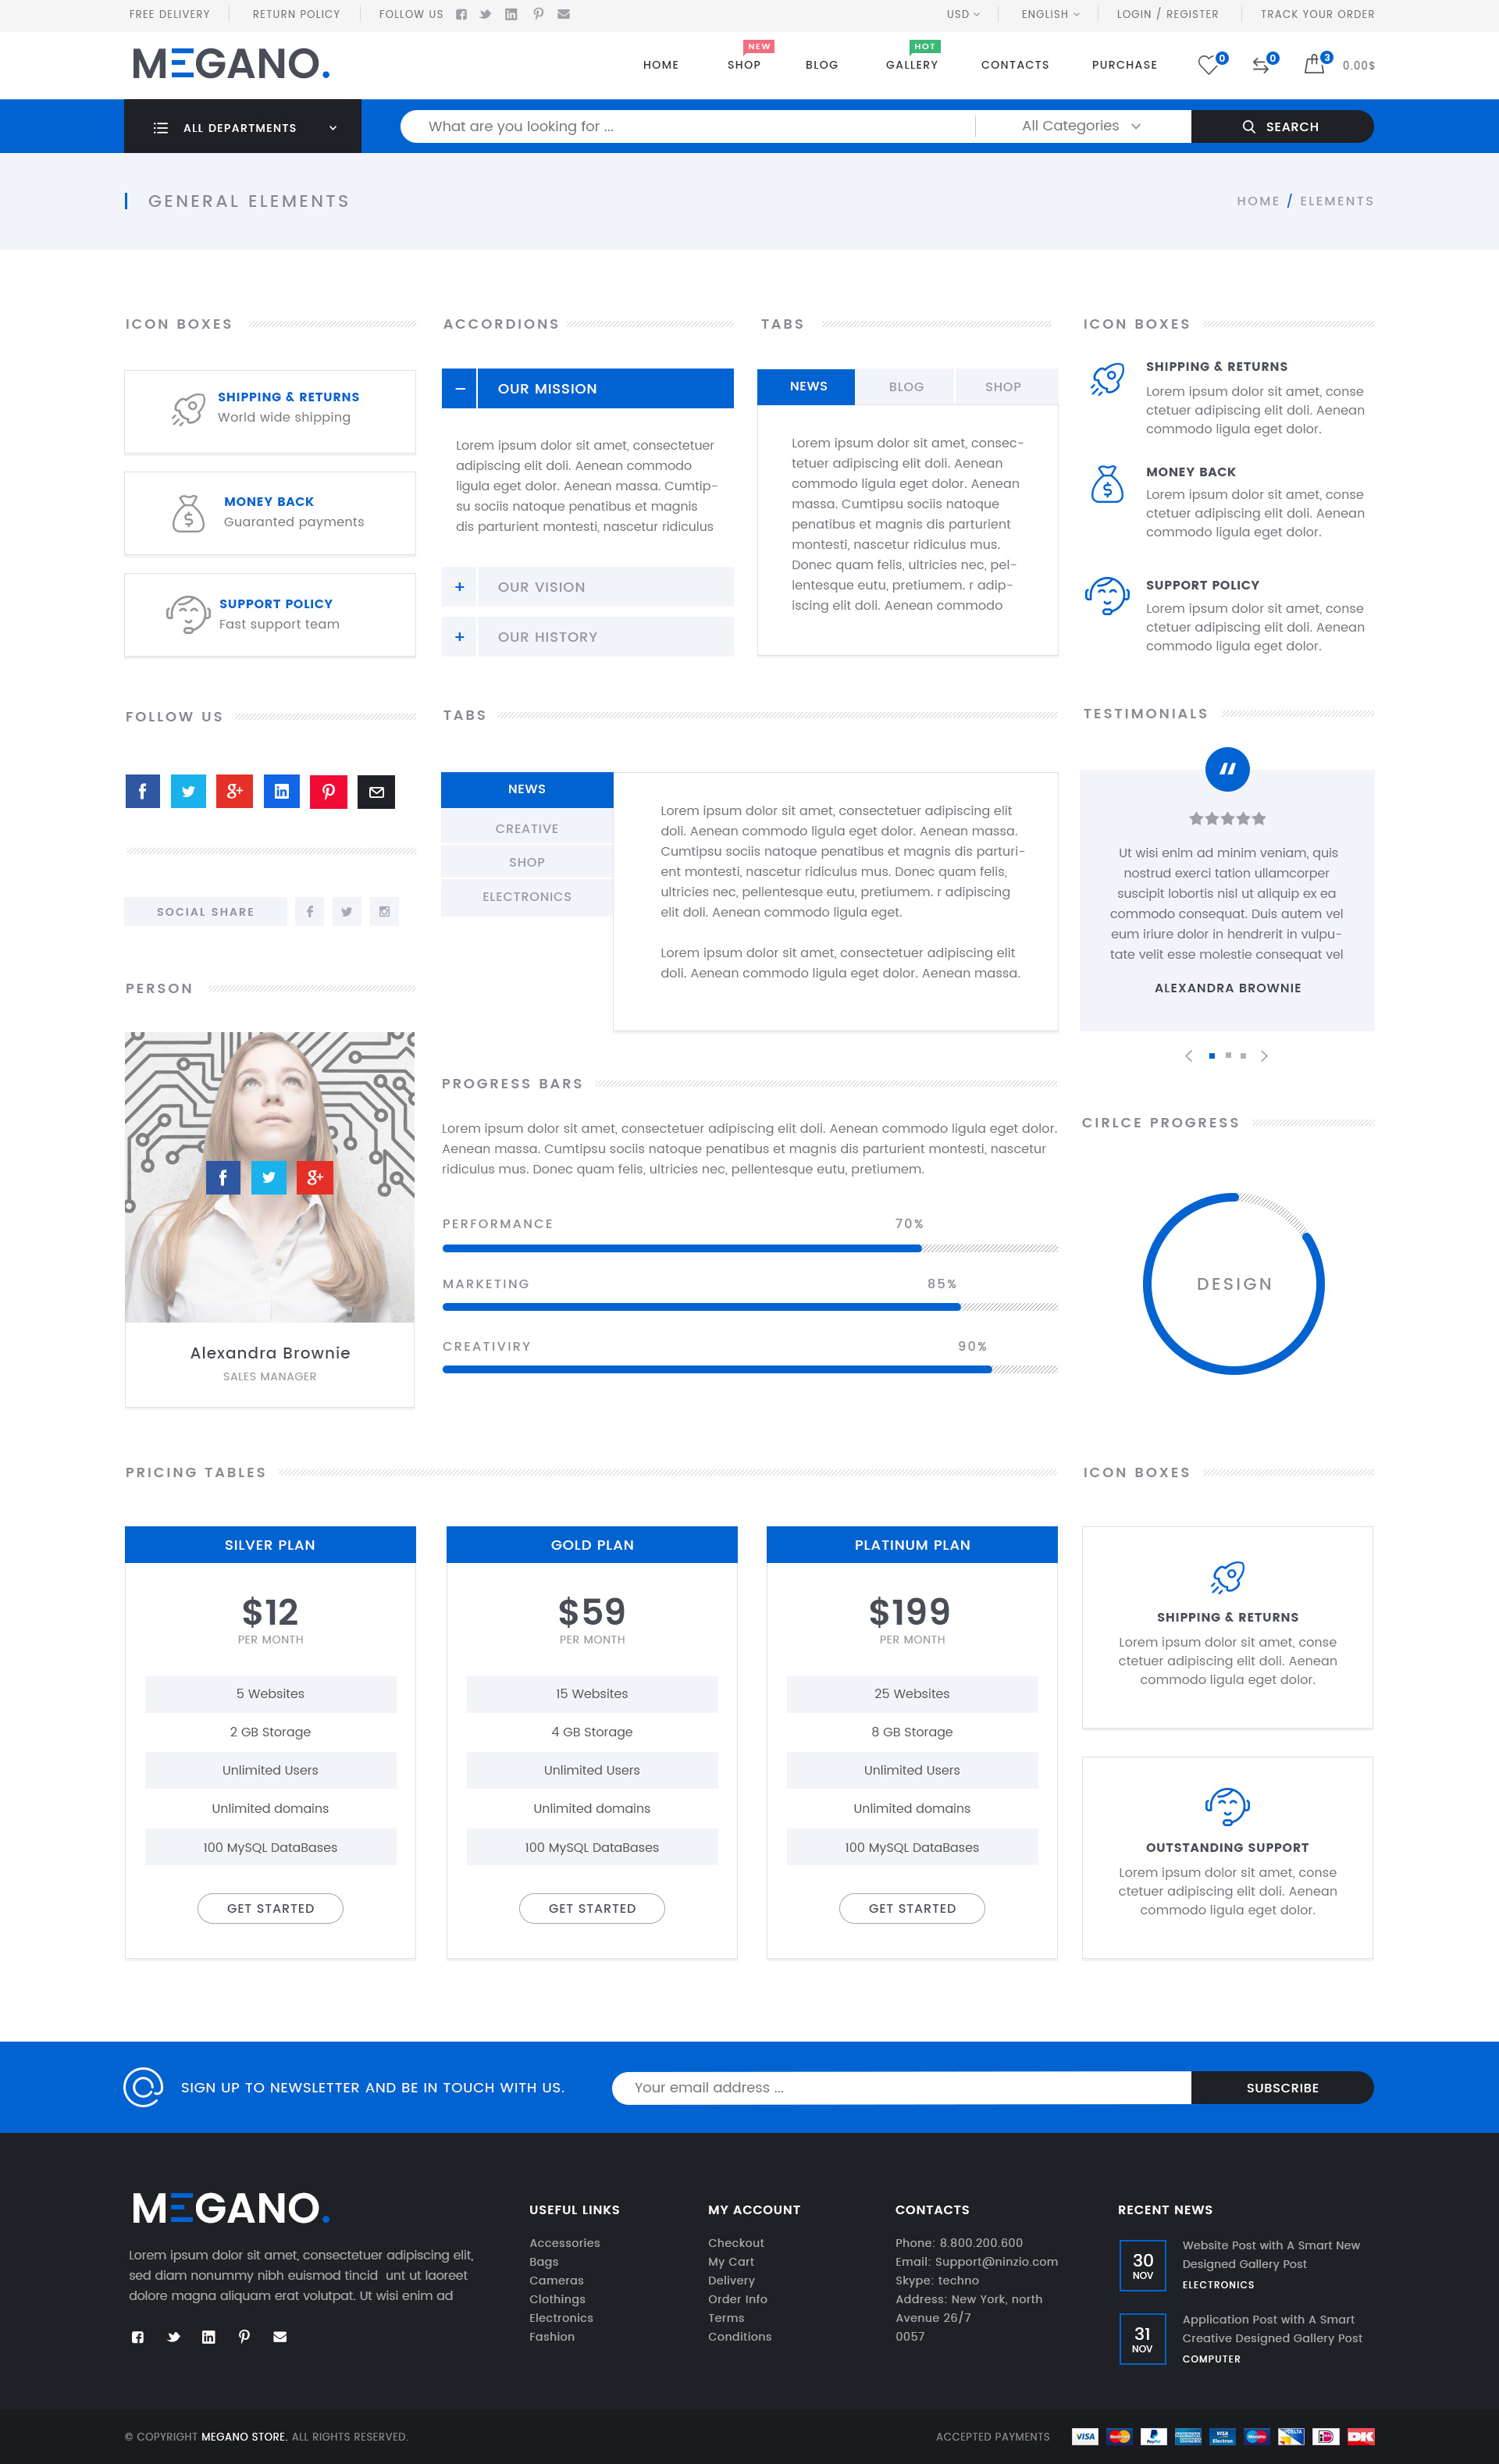 FREE DELIVERY
RETURN POLICY
FOLLOW US
USD
ENGLISH
LOGIN / REGISTER
TRACK YOUR ORDER
MEGANO.
HOME
NEW
SHOP
BLOG
HOT
GALLERY
CONTACTS
PURCHASE
0
0
3
0.00$
ALL DEPARTMENTS
What are you looking for ...
All Categories
SEARCH
GENERAL ELEMENTS
HOME / ELEMENTS
ICON BOXES
SHIPPING & RETURNS
World wide shipping
MONEY BACK
Guaranted payments
SUPPORT POLICY
Fast support team
ACCORDIONS
OUR MISSION
Lorem ipsum dolor sit amet, consectetuer
adipiscing elit doli. Aenean commodo
ligula eget dolor. Aenean massa. Cumtip-
su sociis natoque penatibus et magnis
dis parturient montesti, nascetur ridiculus
+ OUR VISION
+ OUR HISTORY
TABS
NEWS
BLOG
SHOP
Lorem ipsum dolor sit amet, consec-
tetuer adipiscing elit doli. Aenean
commodo ligula eget dolor. Aenean
massa. Cumtipsu sociis natoque
penatibus et magnis dis parturient
montesti, nascetur ridiculus mus.
Donec quam felis, ultricies nec, pel-
lentesque eutu, pretiumem. r adip-
iscing elit doli. Aenean commodo
ICON BOXES
SHIPPING & RETURNS
Lorem ipsum dolor sit amet, conse
ctetuer adipiscing elit doli. Aenean
commodo ligula eget dolor.
MONEY BACK
Lorem ipsum dolor sit amet, conse
ctetuer adipiscing elit doli. Aenean
commodo ligula eget dolor.
SUPPORT POLICY
Lorem ipsum dolor sit amet, conse
ctetuer adipiscing elit doli. Aenean
commodo ligula eget dolor.
FOLLOW US
SOCIAL SHARE
TABS
NEWS
CREATIVE
SHOP
ELECTRONICS
Lorem ipsum dolor sit amet, consectetuer adipiscing elit
doli. Aenean commodo ligula eget dolor. Aenean massa.
Cumtipsu sociis natoque penatibus et magnis dis parturi-
ent montesti, nascetur ridiculus mus. Donec quam felis,
ultricies nec, pellentesque eutu, pretiumem. r adipiscing
elit doli. Aenean commodo ligula eget.
Lorem ipsum dolor sit amet, consectetuer adipiscing elit
doli. Aenean commodo ligula eget dolor. Aenean massa.
TESTIMONIALS
Ut wisi enim ad minim veniam, quis
nostrud exerci tation ullamcorper
suscipit lobortis nisl ut aliquip ex ea
commodo consequat. Duis autem vel
eum iriure dolor in hendrerit in vulpu-
tate velit esse molestie consequat vel
ALEXANDRA BROWNIE
PERSON
Alexandra Brownie
SALES MANAGER
PROGRESS BARS
Lorem ipsum dolor sit amet, consectetuer adipiscing elit doli. Aenean commodo ligula eget dolor.
Aenean massa. Cumtipsu sociis natoque penatibus et magnis dis parturient montesti, nascetur
ridiculus mus. Donec quam felis, ultricies nec, pellentesque eutu, pretiumem.
PERFORMANCE 70%
MARKETING 85%
CREATIVIRY 90%
CIRLCE PROGRESS
DESIGN
PRICING TABLES
SILVER PLAN
$12
PER MONTH
5 Websites
2 GB Storage
Unlimited Users
Unlimited domains
100 MySQL DataBases
GET STARTED
GOLD PLAN
$59
PER MONTH
15 Websites
4 GB Storage
Unlimited Users
Unlimited domains
100 MySQL DataBases
GET STARTED
PLATINUM PLAN
$199
PER MONTH
25 Websites
8 GB Storage
Unlimited Users
Unlimited domains
100 MySQL DataBases
GET STARTED
ICON BOXES
SHIPPING & RETURNS
Lorem ipsum dolor sit amet, conse
ctetuer adipiscing elit doli. Aenean
commodo ligula eget dolor.
OUTSTANDING SUPPORT
Lorem ipsum dolor sit amet, conse
ctetuer adipiscing elit doli. Aenean
commodo ligula eget dolor.
SIGN UP TO NEWSLETTER AND BE IN TOUCH WITH US.
Your email address ...
SUBSCRIBE
MEGANO.
Lorem ipsum dolor sit amet, consectetuer adipiscing elit,
sed diam nonummy nibh euismod tincid unt ut laoreet
dolore magna aliquam erat volutpat. Ut wisi enim ad
USEFUL LINKS
Accessories
Bags
Cameras
Clothings
Electronics
Fashion
MY ACCOUNT
Checkout
My Cart
Delivery
Order Info
Terms
Conditions
CONTACTS
Phone: 8.800.200.600
Email: Support@ninzio.com
Skype: techno
Address: New York, north
Avenue 26/7
0057
RECENT NEWS
30
NOV
Website Post with A Smart New
Designed Gallery Post
ELECTRONICS
31
NOV
Application Post with A Smart
Creative Designed Gallery Post
COMPUTER
© COPYRIGHT MEGANO STORE. ALL RIGHTS RESERVED.
ACCEPTED PAYMENTS
VISA
MasterCard
PayPal
VISA
Electron
Maestro
DELTA
iD
DK